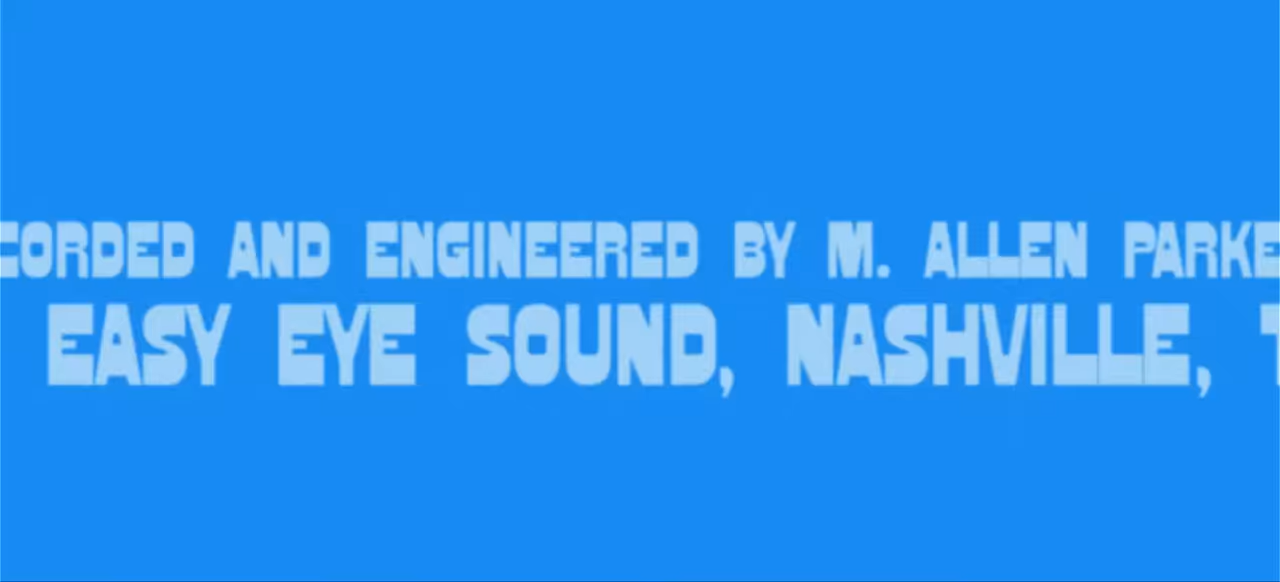 CORDED AND ENGINEERED BY M. ALLEN PARKE
EASY EYE SOUND, NASHVILLE, T